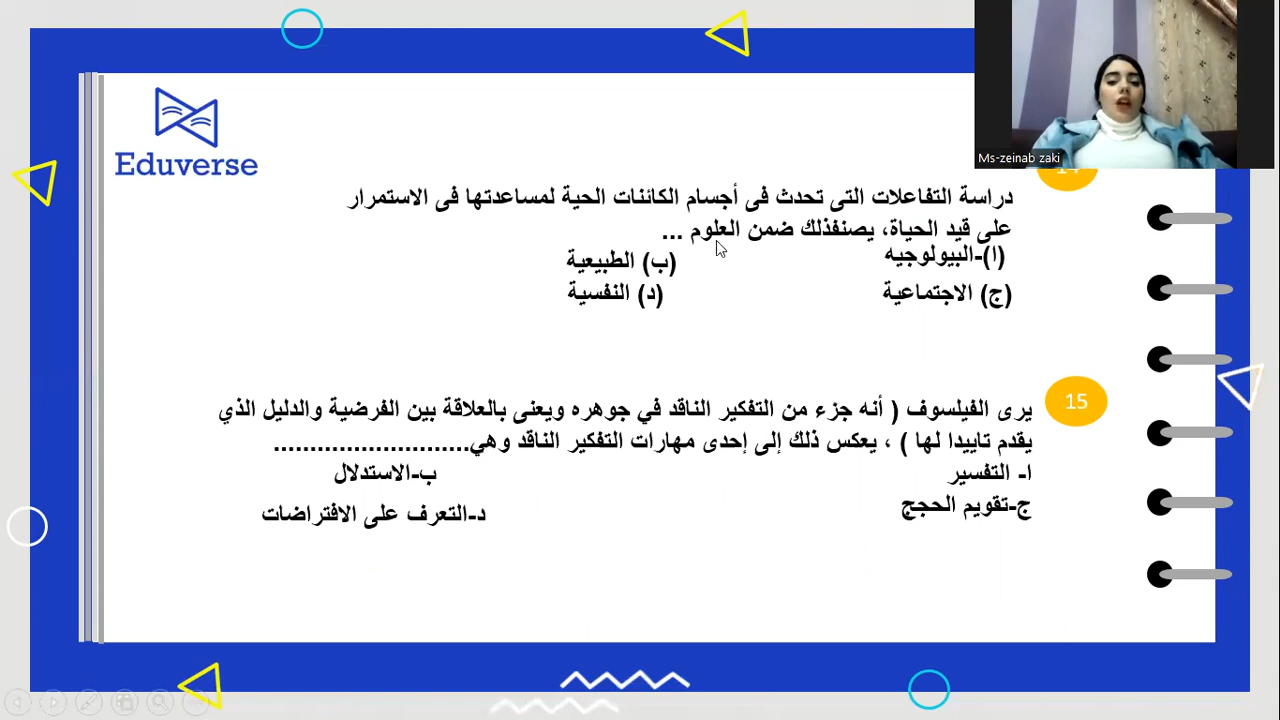 Eduverse
Ms-zeinab zaki
دراسة التفاعلات التى تحدث فى أجسام الكائنات الحية لمساعدتها فى الاستمرار
على قيد الحياة، يصنفذلك ضمن العلوم ...
(ا)-البيولوجيه
(ب) الطبيعية
(ج) الاجتماعية
(د) النفسية
15
يرى الفيلسوف ( أنه جزء من التفكير الناقد في جوهره ويعنى بالعلاقة بين الفرضية والدليل الذي
يقدم تاييدا لها ) ، يعكس ذلك إلى إحدى مهارات التفكير الناقد وهي..........................
ا- التفسير
ب-الاستدلال
ج-تقويم الحجج
د-التعرف على الافتراضات